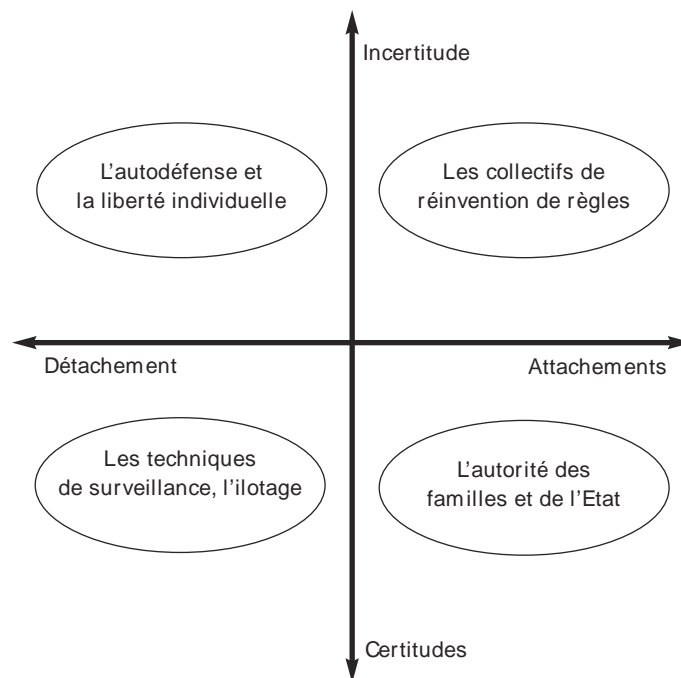 Incertitude
L'autodéfense et
la liberté individuelle
Les collectifs de
réinvention de règles
Détachement
Attachements
Les techniques
de surveillance, l'ilotage
L'autorité des
familles et de l'Etat
Certitudes